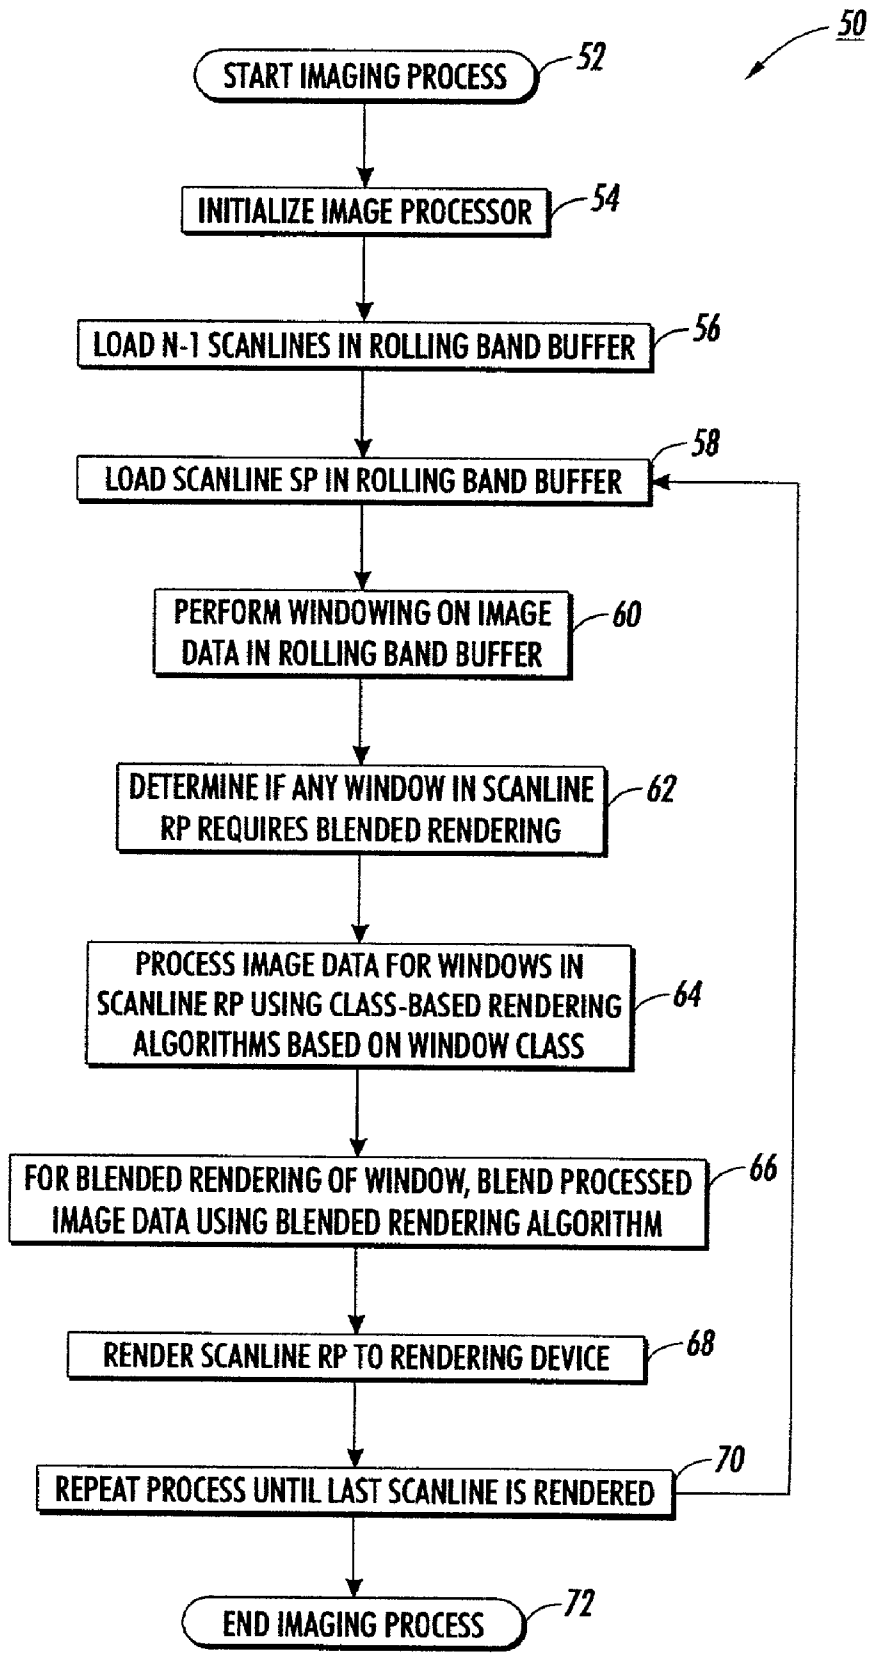 50
START IMAGING PROCESS
52
INITIALIZE IMAGE PROCESSOR
54
LOAD N-1 SCANLINES IN ROLLING BAND BUFFER
56
LOAD SCANLINE SP IN ROLLING BAND BUFFER
58
PERFORM WINDOWING ON IMAGE
DATA IN ROLLING BAND BUFFER
60
DETERMINE IF ANY WINDOW IN SCANLINE
RP REQUIRES BLENDED RENDERING
62
PROCESS IMAGE DATA FOR WINDOWS IN
SCANLINE RP USING CLASS-BASED RENDERING
ALGORITHMS BASED ON WINDOW CLASS
64
FOR BLENDED RENDERING OF WINDOW, BLEND PROCESSED
IMAGE DATA USING BLENDED RENDERING ALGORITHM
66
RENDER SCANLINE RP TO RENDERING DEVICE
68
REPEAT PROCESS UNTIL LAST SCANLINE IS RENDERED
70
END IMAGING PROCESS
72